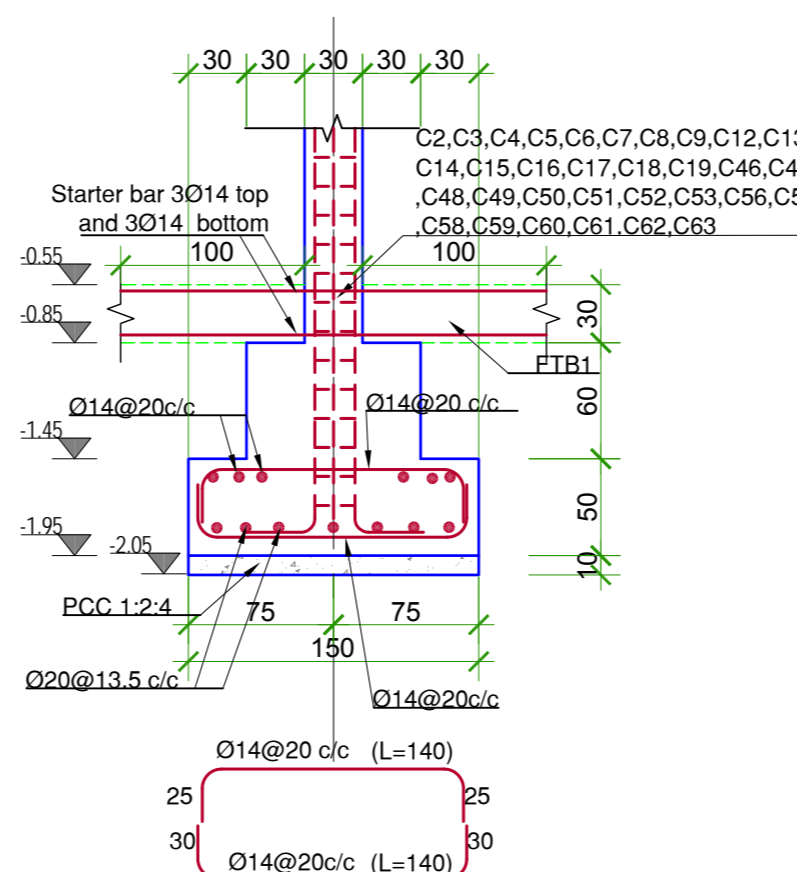 30 30 30 30 30
C2,C3,C4,C5,C6,C7,C8,C9,C12,C13
C14,C15,C16,C17,C18,C19,C46,C4
,C48,C49,C50,C51,C52,C53,C56,C5
,C58,C59,C60,C61.C62,C63
Starter bar 3Ø14 top
and 3Ø14 bottom
100
100
-0.55
-0.85
30
FTB1
60
Ø14@20c/c
Ø14@20 c/c
-1.45
50
-1.95
-2.05
10
PCC 1:2:4
75
75
150
Ø20@13.5 c/c
Ø14@20c/c
Ø14@20 c/c (L=140)
25
25
30
30
Ø14@20c/c (L=140)